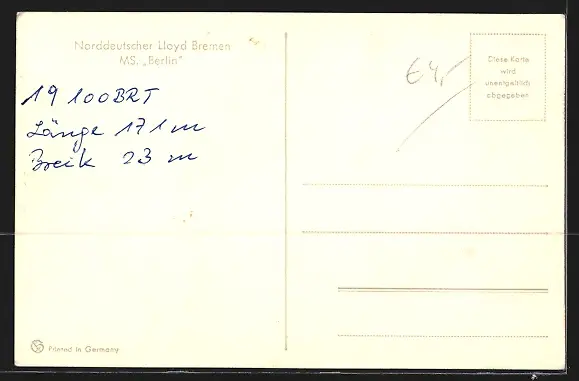 Norddeutscher Lloyd Bremen
MS. „Berlin"
19 100 BRT
Länge 171 m
Breite 23 m
€4,-
Diese Karte
wird
unentgeltlich
abgegeben
Printed in Germany